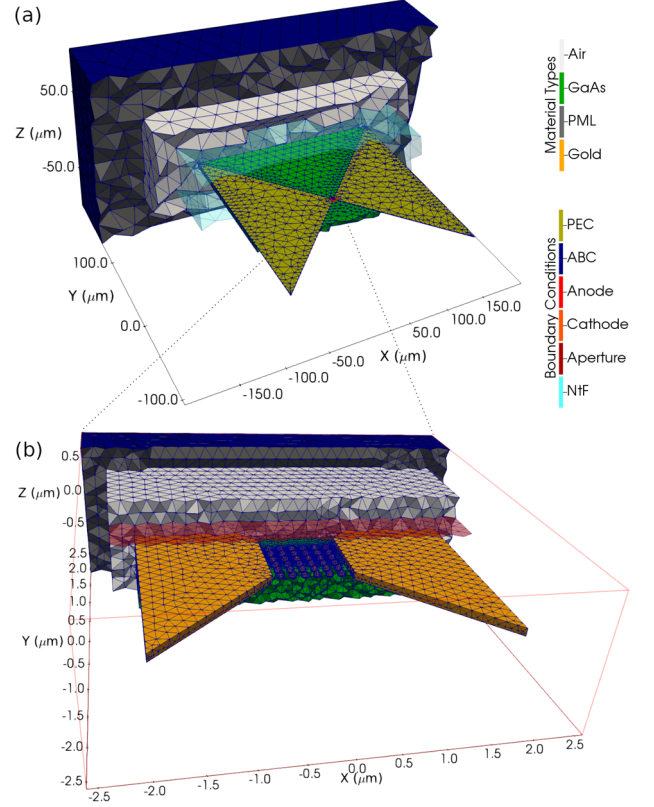 (a)
50.0
Z (μm)
-50.0
100.0
Y (μm)
0.0
-100.0
-150.0
-100.0
-50.0
X (μm)
50.0
100.0
150.0
Material Types
Air
GaAs
PML
Gold
Boundary Conditions
PEC
ABC
Anode
Cathode
Aperture
NtF
(b)
0.5
Z (μm)
0.0
-0.5
2.5
2.0
1.5
1.0
0.5
Y (μm)
0.0
-0.5
-1.0
-1.5
-2.0
-2.5
-2.5
-2.0
-1.0
-0.5
X (μm)
0.0
0.5
1.0
1.5
2.0
2.5